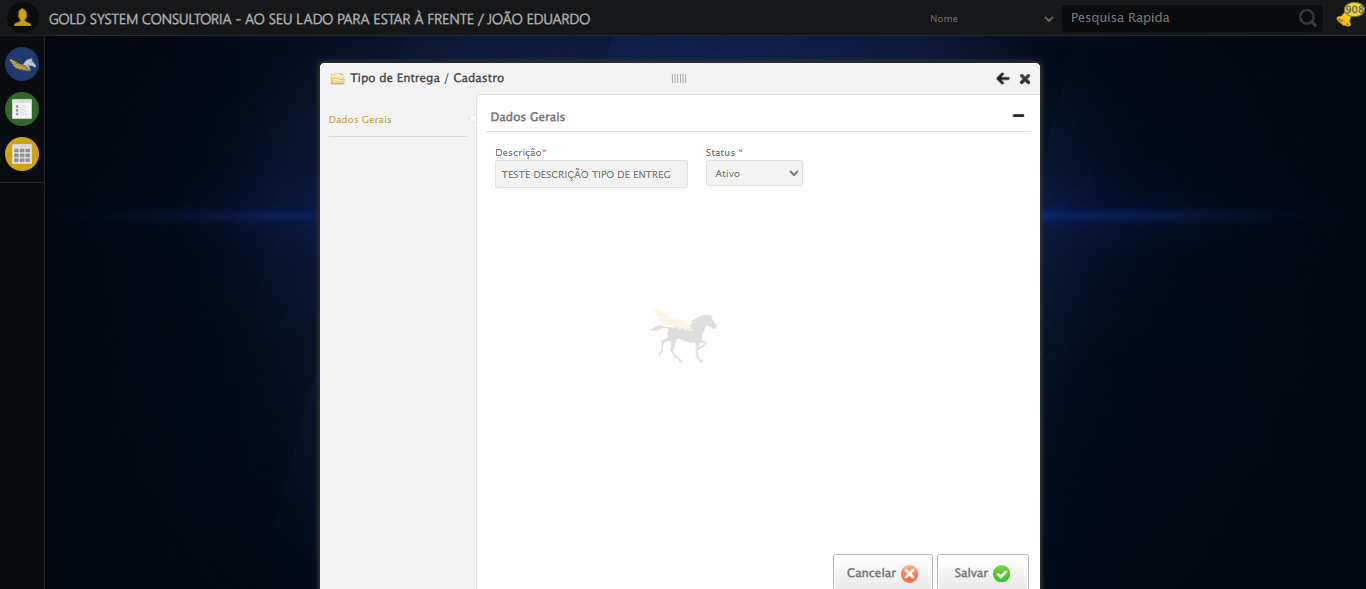 GOLD SYSTEM CONSULTORIA - AO SEU LADO PARA ESTAR À FRENTE / JOÃO EDUARDO
Nome
Pesquisa Rapida
908
Tipo de Entrega / Cadastro
Dados Gerais
Dados Gerais
Descrição*
Status *
TESTE DESCRIÇÃO TIPO DE ENTREG
Ativo
Cancelar
Salvar